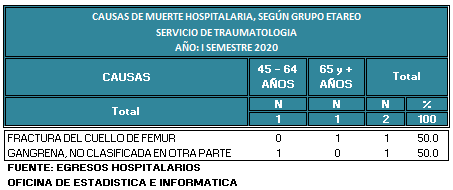 CAUSAS DE MUERTE HOSPITALARIA, SEGÚN GRUPO ETAREO
SERVICIO DE TRAUMATOLOGIA
AÑO: I SEMESTRE 2020
CAUSAS 45 – 64 AÑOS 65 y + AÑOS Total
Total N N N %
1 1 2 100
FRACTURA DEL CUELLO DE FEMUR 0 1 1 50.0
GANGRENA, NO CLASIFICADA EN OTRA PARTE 1 0 1 50.0
FUENTE: EGRESOS HOSPITALARIOS
OFICINA DE ESTADISTICA E INFORMATICA